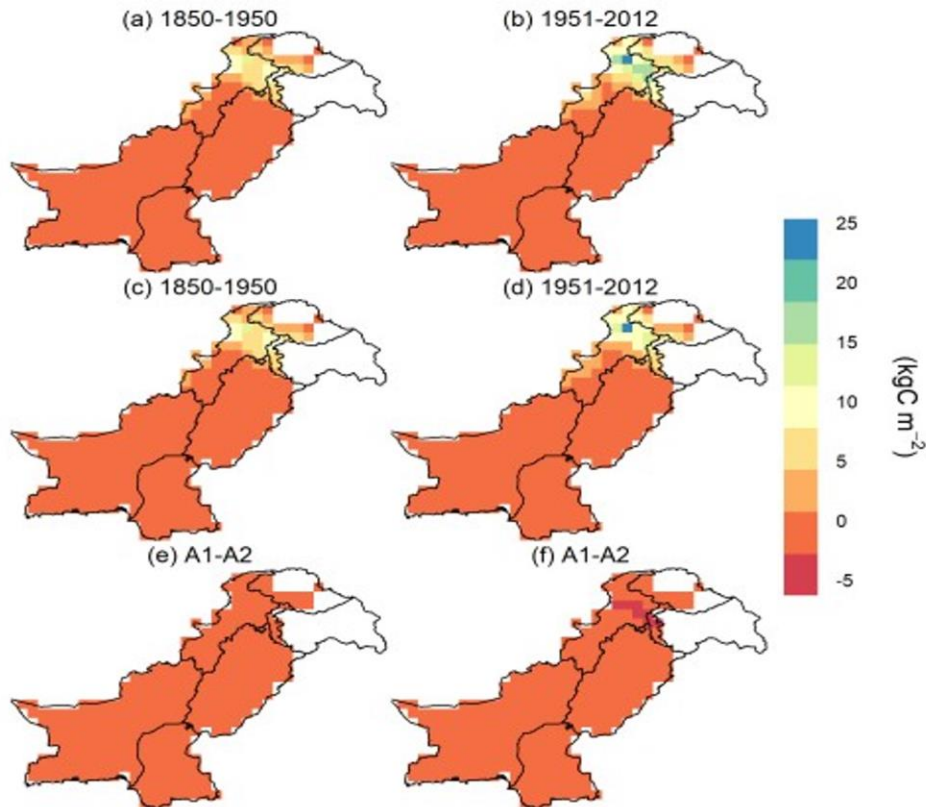 (a) 1850-1950
(b) 1951-2012
(c) 1850-1950
(d) 1951-2012
(e) A1-A2
(f) A1-A2
25
20
15
10
5
0
-5
(kgC m⁻²)